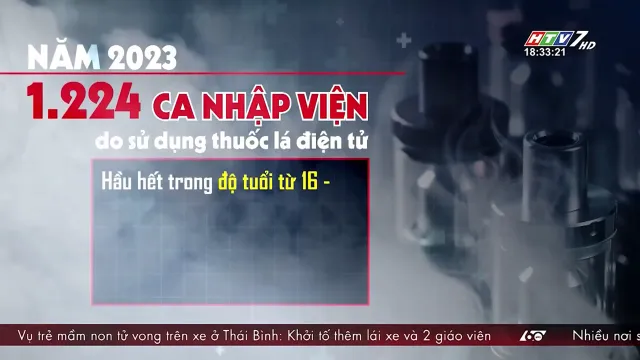 NĂM 2023
HTV7 HD
18:33:21
1.224 CA NHẬP VIỆN
do sử dụng thuốc lá điện tử
Hầu hết trong độ tuổi từ 16 -
Vụ trẻ mầm non tử vong trên xe ở Thái Bình: Khởi tố thêm lái xe và 2 giáo viên
60
Nhiều nơi s